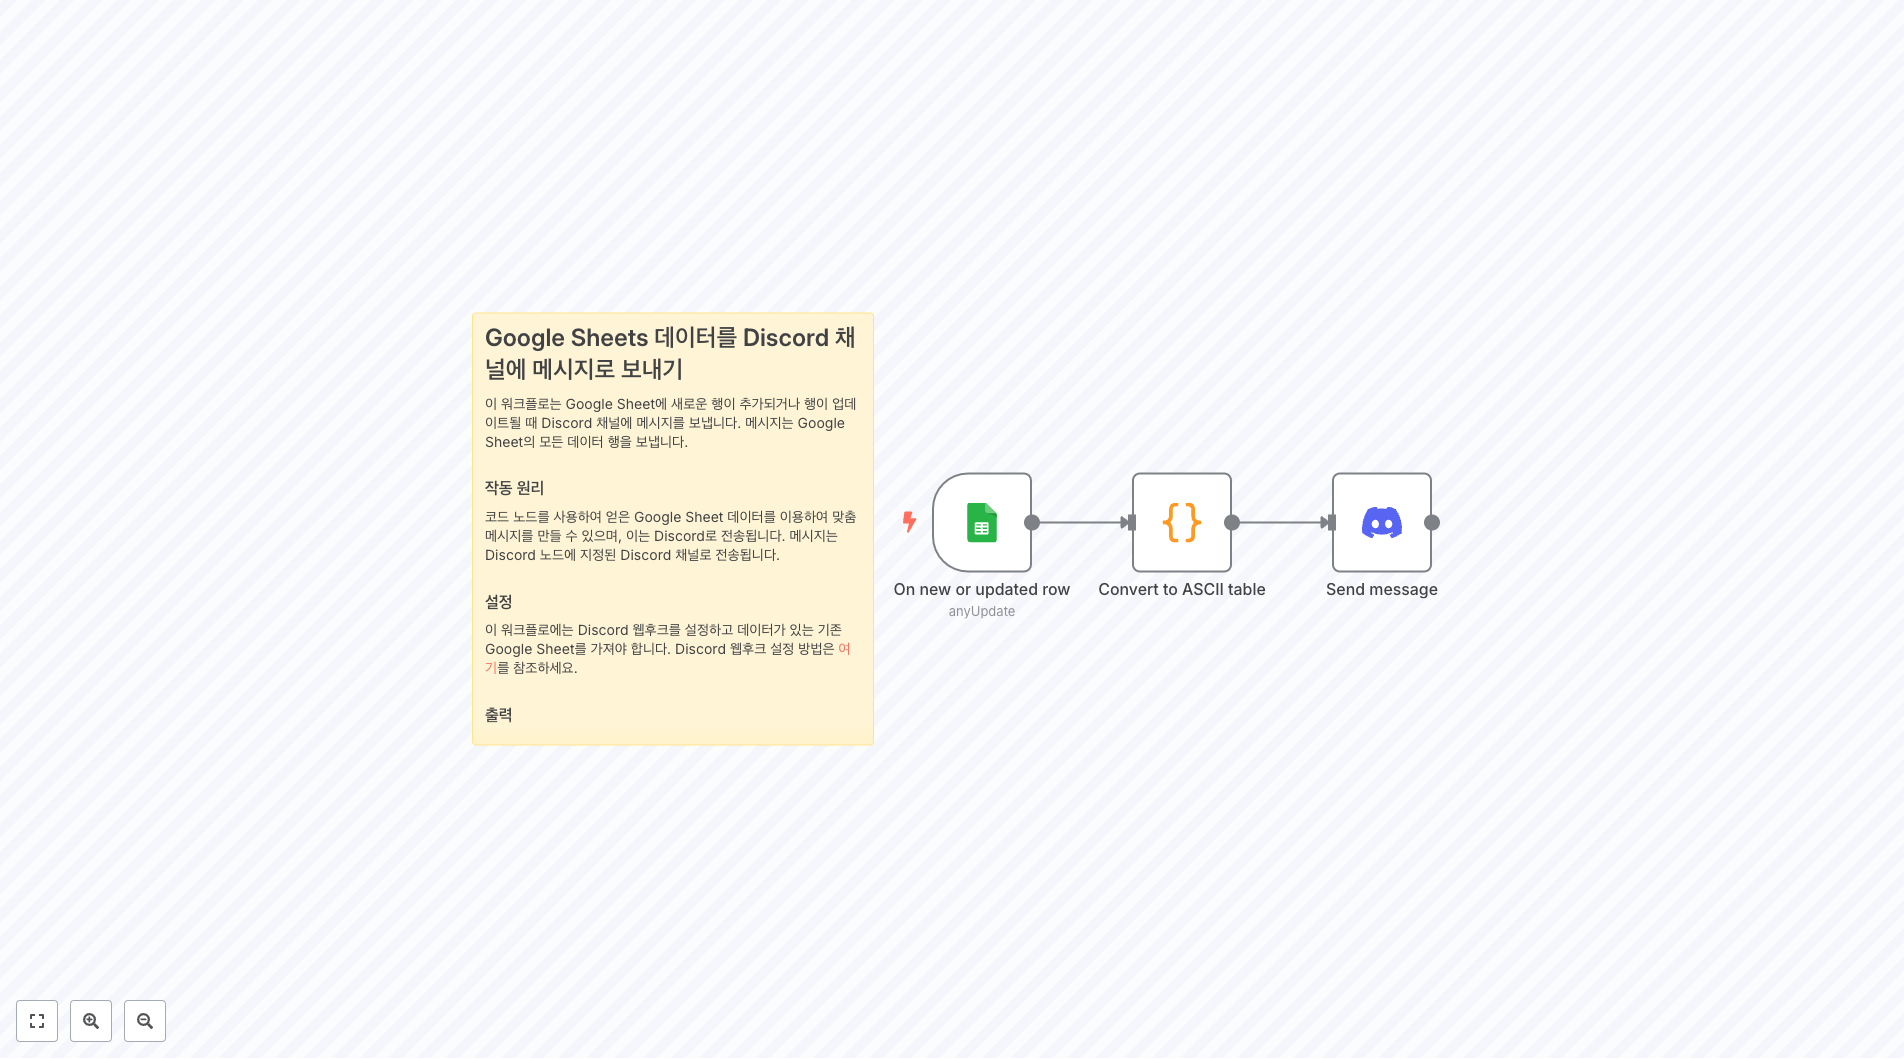 Google Sheets 데이터를 Discord 채
널에 메시지로 보내기
이 워크플로는 Google Sheet에 새로운 행이 추가되거나 행이 업데
이트될 때 Discord 채널에 메시지를 보냅니다. 메시지는 Google
Sheet의 모든 데이터 행을 보냅니다.
작동 원리
코드 노드를 사용하여 얻은 Google Sheet 데이터를 이용하여 맞춤
메시지를 만들 수 있으며, 이는 Discord로 전송됩니다. 메시지는
Discord 노드에 지정된 Discord 채널로 전송됩니다.
설정
이 워크플로에는 Discord 웹후크를 설정하고 데이터가 있는 기존
Google Sheet를 가져야 합니다. Discord 웹후크 설정 방법은 여
기를 참조하세요.
출력
On new or updated row
anyUpdate
Convert to ASCII table
Send message